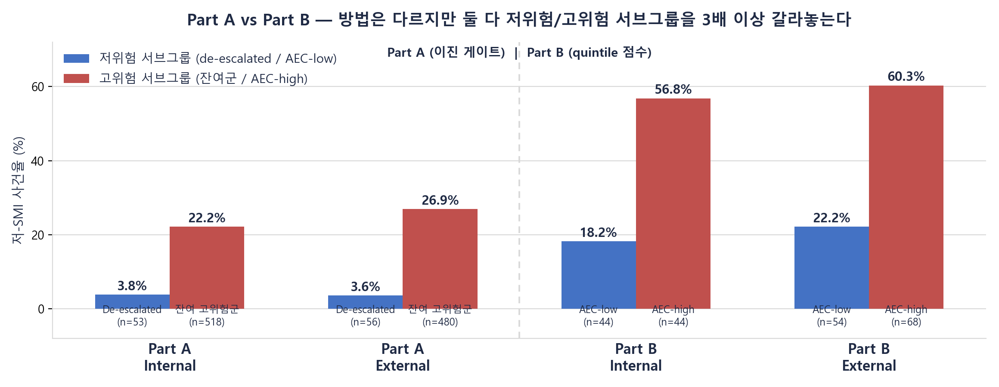 Part A vs Part B — 방법은 다르지만 둘 다 저위험/고위험 서브그룹을 3배 이상 갈라놓는다
Part A (이진 게이트) | Part B (quintile 점수)
저위험 서브그룹 (de-escalated / AEC-low)
고위험 서브그룹 (잔여군 / AEC-high)
저-SMI 사건율 (%)
60
40
20
0
3.8%
22.2%
3.6%
26.9%
18.2%
56.8%
22.2%
60.3%
De-escalated
(n=53)
잔여 고위험군
(n=518)
De-escalated
(n=56)
잔여 고위험군
(n=480)
AEC-low
(n=44)
AEC-high
(n=44)
AEC-low
(n=54)
AEC-high
(n=68)
Part A
Internal
Part A
External
Part B
Internal
Part B
External